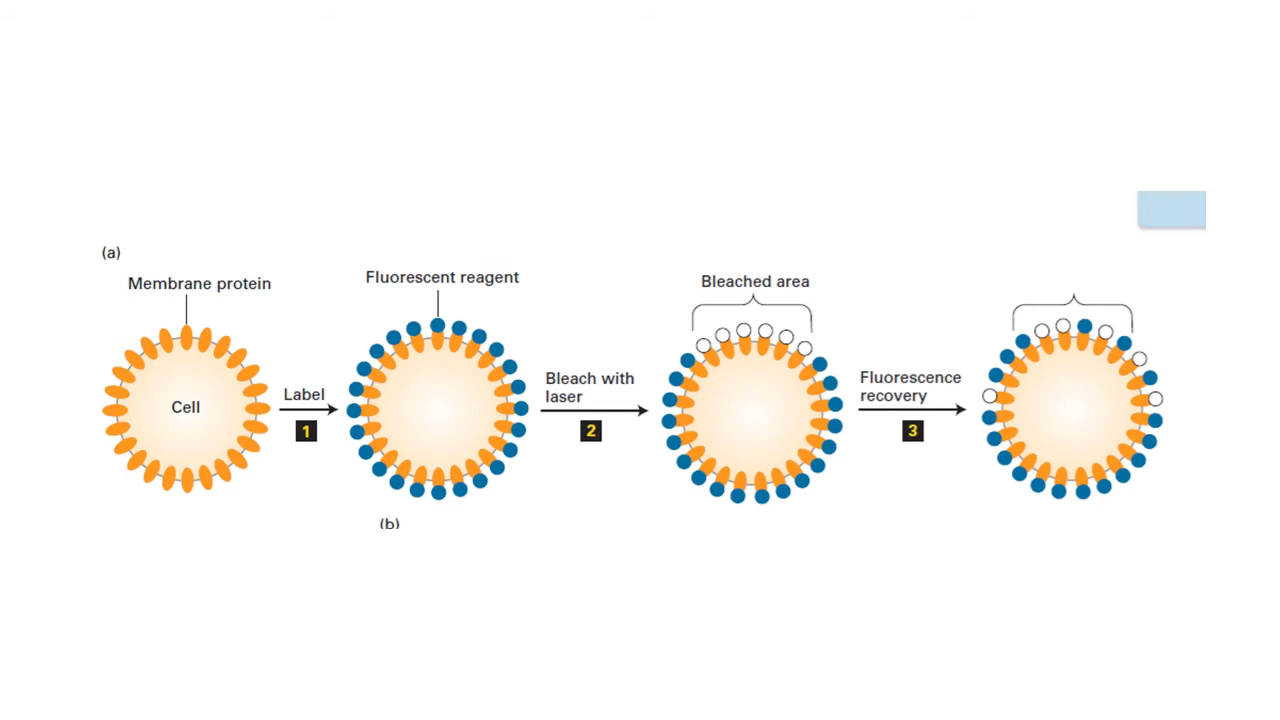 (a)
Membrane protein
Fluorescent reagent
Bleached area
Cell
Label
1
Bleach with
laser
2
Fluorescence
recovery
3
(b)